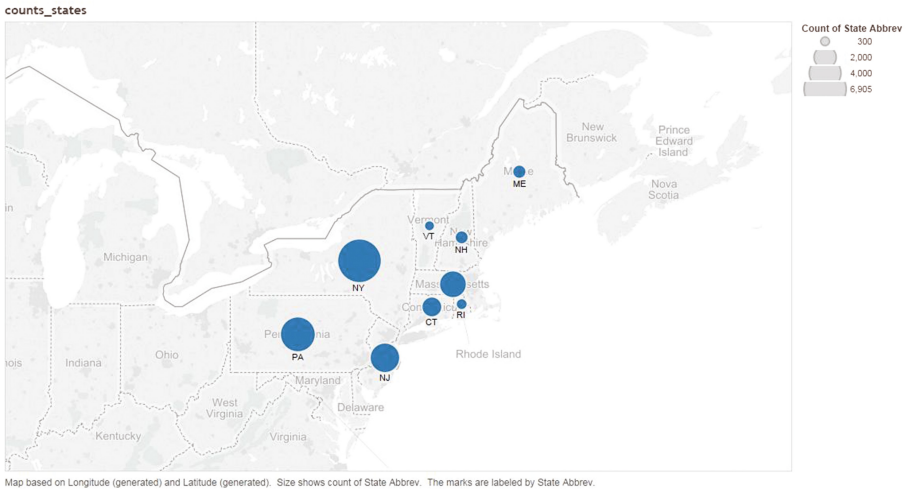 counts_states
Count of State Abbrev
300
2,000
4,000
6,905
New
Brunswick
Prince
Edward
Island
Nova
Scotia
ME
Vermont
VT
New
NH
Michigan
NY
CT
RI
PA
Rhode Island
NJ
Ohio
Indiana
Maryland
West
Virginia
Delaware
Kentucky
Virginia
Map based on Longitude (generated) and Latitude (generated). Size shows count of State Abbrev. The marks are labeled by State Abbrev.